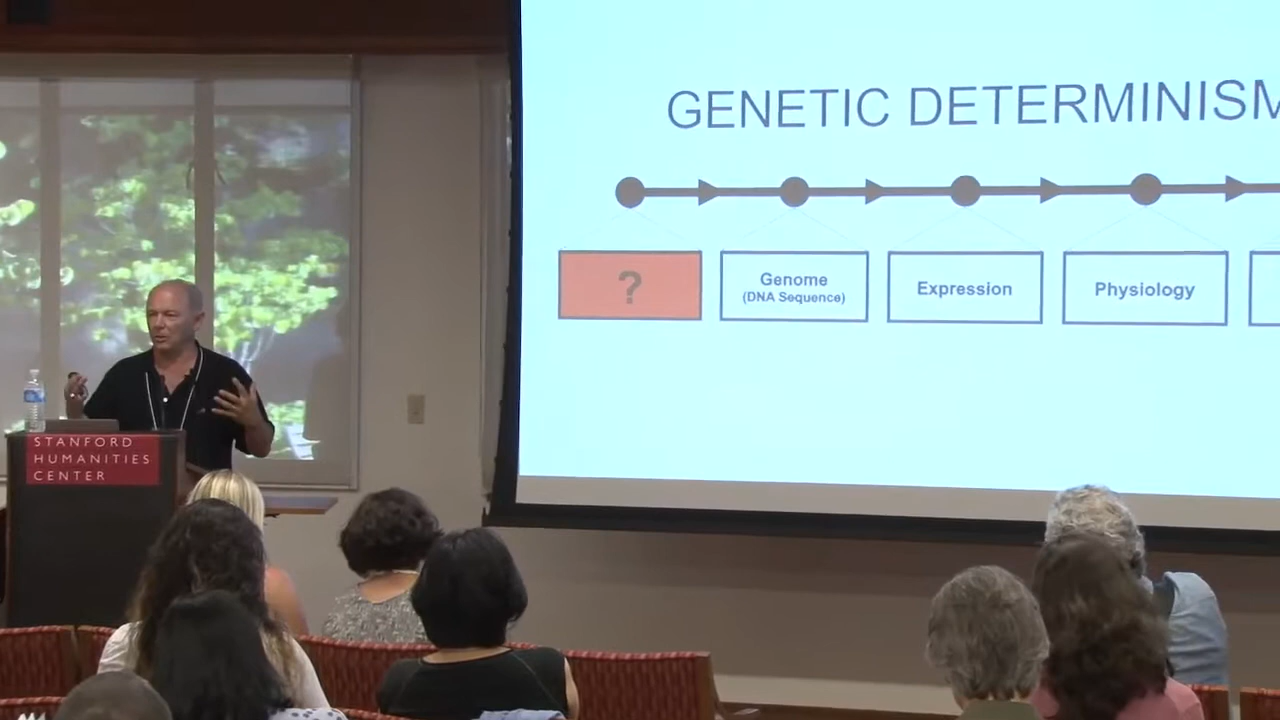 GENETIC DETERMINISM
?
Genome
(DNA Sequence)
Expression
Physiology
STANFORD
HUMANITIES
CENTER